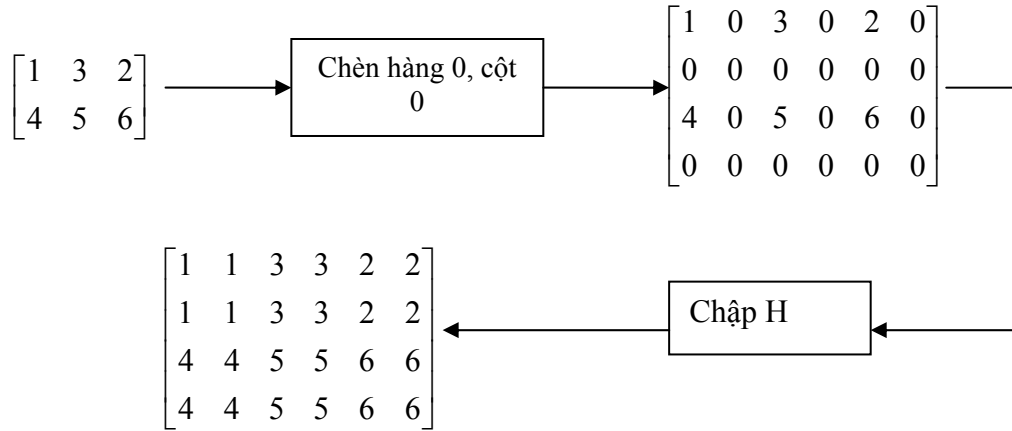 1 3 2
4 5 6
Chèn hàng 0, cột
0
1 0 3 0 2 0
0 0 0 0 0 0
4 0 5 0 6 0
0 0 0 0 0 0
1 1 3 3 2 2
1 1 3 3 2 2
4 4 5 5 6 6
4 4 5 5 6 6
Chập H